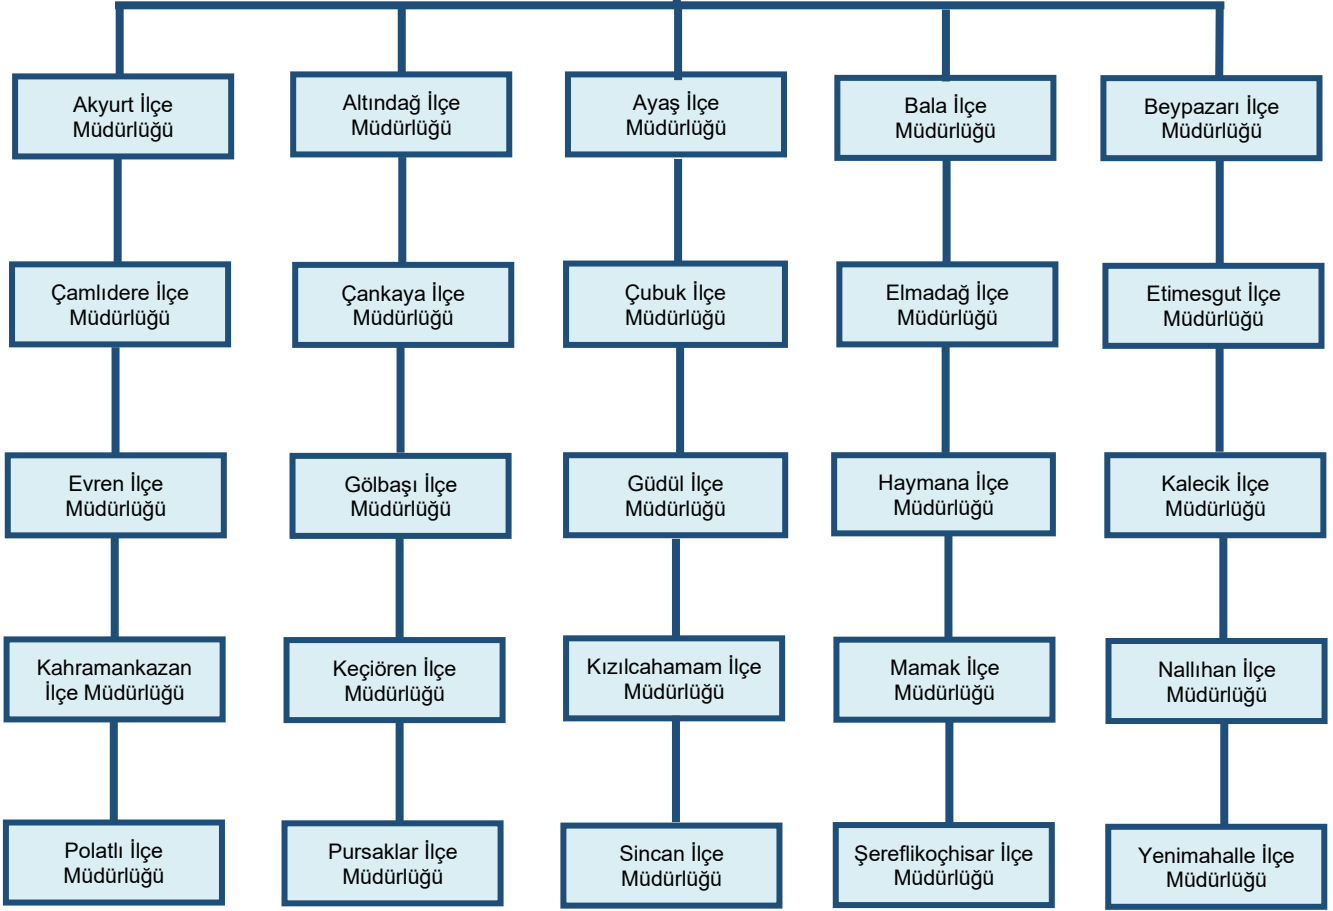 Akyurt İlçe
Müdürlüğü
Altındağ İlçe
Müdürlüğü
Ayaş İlçe
Müdürlüğü
Bala İlçe
Müdürlüğü
Beypazarı İlçe
Müdürlüğü
Çamlıdere İlçe
Müdürlüğü
Çankaya İlçe
Müdürlüğü
Çubuk İlçe
Müdürlüğü
Elmadağ İlçe
Müdürlüğü
Etimesgut İlçe
Müdürlüğü
Evren İlçe
Müdürlüğü
Gölbaşı İlçe
Müdürlüğü
Güdül İlçe
Müdürlüğü
Haymana İlçe
Müdürlüğü
Kalecik İlçe
Müdürlüğü
Kahramankazan
İlçe Müdürlüğü
Keçiören İlçe
Müdürlüğü
Kızılcahamam İlçe
Müdürlüğü
Mamak İlçe
Müdürlüğü
Nallıhan İlçe
Müdürlüğü
Polatlı İlçe
Müdürlüğü
Pursaklar İlçe
Müdürlüğü
Sincan İlçe
Müdürlüğü
Şereflikoçhisar İlçe
Müdürlüğü
Yenimahalle İlçe
Müdürlüğü